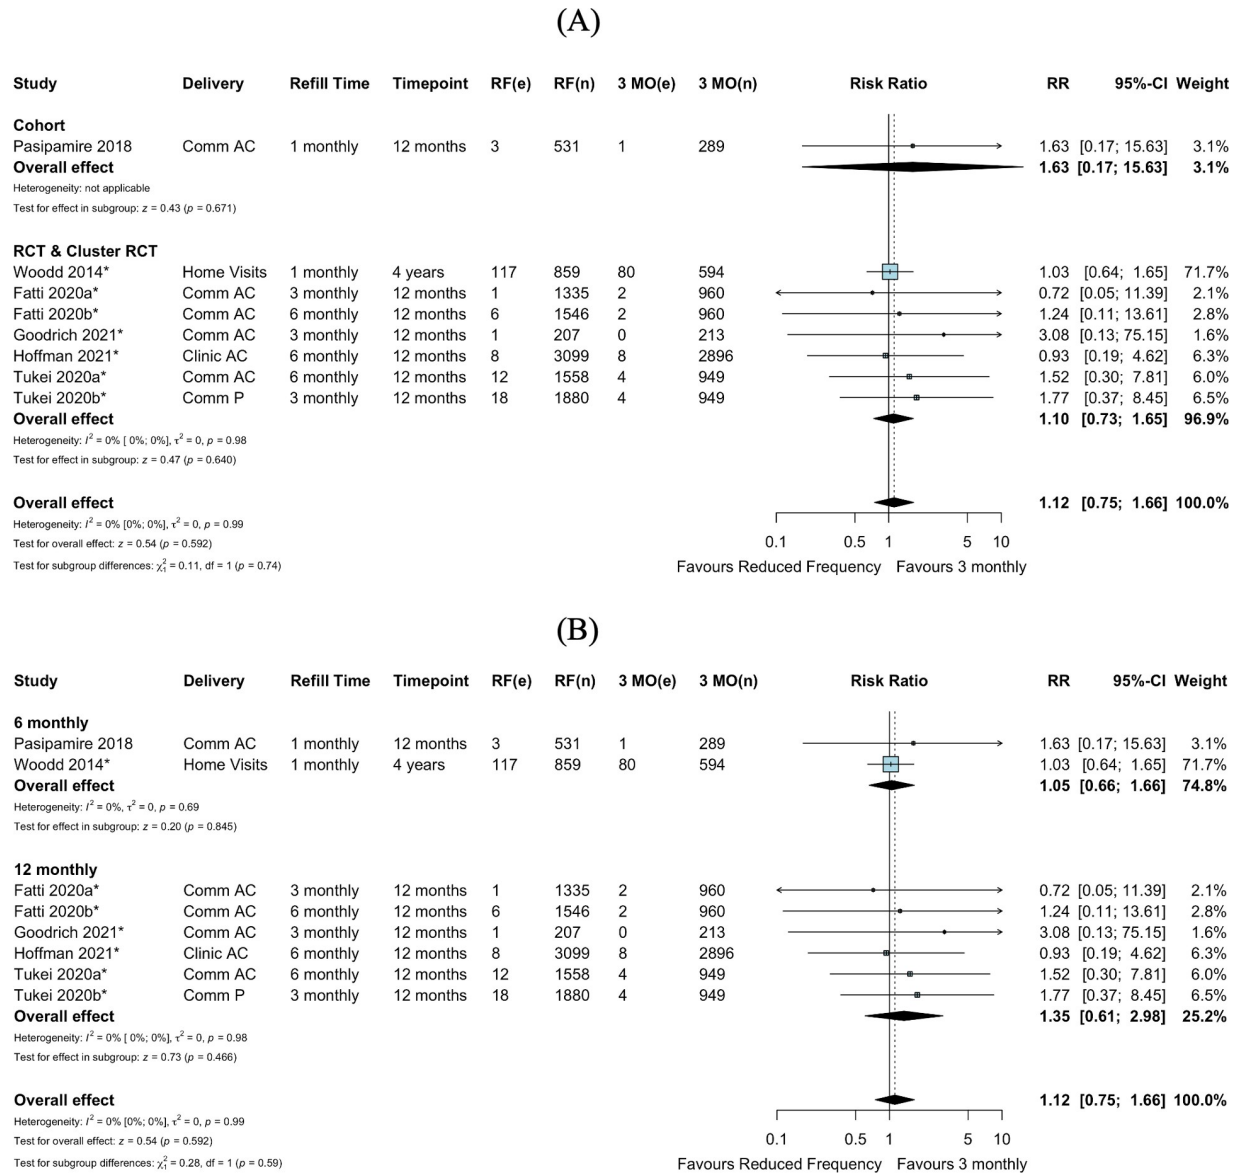 (A)
Study Delivery Refill Time Timepoint RF(e) RF(n) 3 MO(e) 3 MO(n) Risk Ratio RR 95%-CI Weight
Cohort
Pasipamire 2018 Comm AC 1 monthly 12 months 3 531 1 289 1.63 [0.17; 15.63] 3.1%
Overall effect 1.63 [0.17; 15.63] 3.1%
Heterogeneity: not applicable
Test for effect in subgroup: z = 0.43 (p = 0.671)
RCT & Cluster RCT
Woodd 2014* Home Visits 1 monthly 4 years 117 859 80 594 1.03 [0.64; 1.65] 71.7%
Fatti 2020a* Comm AC 3 monthly 12 months 1 1335 2 960 0.72 [0.05; 11.39] 2.1%
Fatti 2020b* Comm AC 6 monthly 12 months 6 1546 2 960 1.24 [0.11; 13.61] 2.8%
Goodrich 2021* Comm AC 3 monthly 12 months 1 207 0 213 3.08 [0.13; 75.15] 1.6%
Hoffman 2021* Clinic AC 6 monthly 12 months 8 3099 8 2896 0.93 [0.19; 4.62] 6.3%
Tukei 2020a* Comm AC 6 monthly 12 months 12 1558 4 949 1.52 [0.30; 7.81] 6.0%
Tukei 2020b* Comm P 3 monthly 12 months 18 1880 4 949 1.77 [0.37; 8.45] 6.5%
Overall effect 1.10 [0.73; 1.65] 96.9%
Heterogeneity: I² = 0% [ 0%; 0%], τ² = 0, p = 0.98
Test for effect in subgroup: z = 0.47 (p = 0.640)
Overall effect 1.12 [0.75; 1.66] 100.0%
Heterogeneity: I² = 0% [0%; 0%], τ² = 0, p = 0.99
Test for overall effect: z = 0.54 (p = 0.592)
0.1 0.5 1 5 10
Test for subgroup differences: χ²₁ = 0.11, df = 1 (p = 0.74)
Favours Reduced Frequency Favours 3 monthly
(B)
Study Delivery Refill Time Timepoint RF(e) RF(n) 3 MO(e) 3 MO(n) Risk Ratio RR 95%-CI Weight
6 monthly
Pasipamire 2018 Comm AC 1 monthly 12 months 3 531 1 289 1.63 [0.17; 15.63] 3.1%
Woodd 2014* Home Visits 1 monthly 4 years 117 859 80 594 1.03 [0.64; 1.65] 71.7%
Overall effect 1.05 [0.66; 1.66] 74.8%
Heterogeneity: I² = 0%, τ² = 0, p = 0.69
Test for effect in subgroup: z = 0.20 (p = 0.845)
12 monthly
Fatti 2020a* Comm AC 3 monthly 12 months 1 1335 2 960 0.72 [0.05; 11.39] 2.1%
Fatti 2020b* Comm AC 6 monthly 12 months 6 1546 2 960 1.24 [0.11; 13.61] 2.8%
Goodrich 2021* Comm AC 3 monthly 12 months 1 207 0 213 3.08 [0.13; 75.15] 1.6%
Hoffman 2021* Clinic AC 6 monthly 12 months 8 3099 8 2896 0.93 [0.19; 4.62] 6.3%
Tukei 2020a* Comm AC 6 monthly 12 months 12 1558 4 949 1.52 [0.30; 7.81] 6.0%
Tukei 2020b* Comm P 3 monthly 12 months 18 1880 4 949 1.77 [0.37; 8.45] 6.5%
Overall effect 1.35 [0.61; 2.98] 25.2%
Heterogeneity: I² = 0% [ 0%; 0%], τ² = 0, p = 0.98
Test for effect in subgroup: z = 0.73 (p = 0.466)
Overall effect 1.12 [0.75; 1.66] 100.0%
Heterogeneity: I² = 0% [0%; 0%], τ² = 0, p = 0.99
Test for overall effect: z = 0.54 (p = 0.592)
0.1 0.5 1 5 10
Test for subgroup differences: χ²₁ = 0.28, df = 1 (p = 0.59)
Favours Reduced Frequency Favours 3 monthly